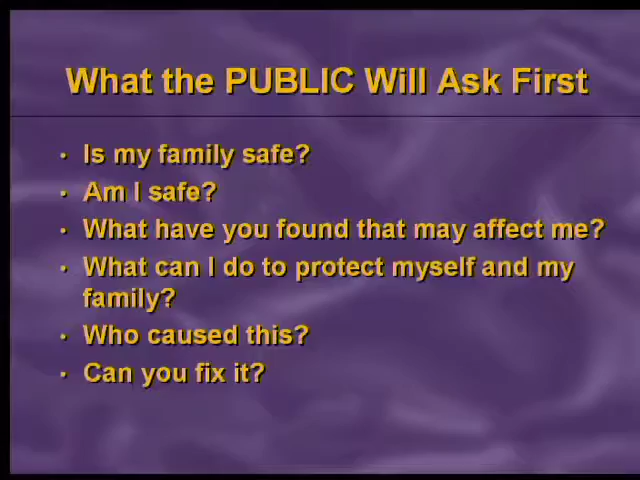 What the PUBLIC Will Ask First
• Is my family safe?
• Am I safe?
• What have you found that may affect me?
• What can I do to protect myself and my
family?
• Who caused this?
• Can you fix it?